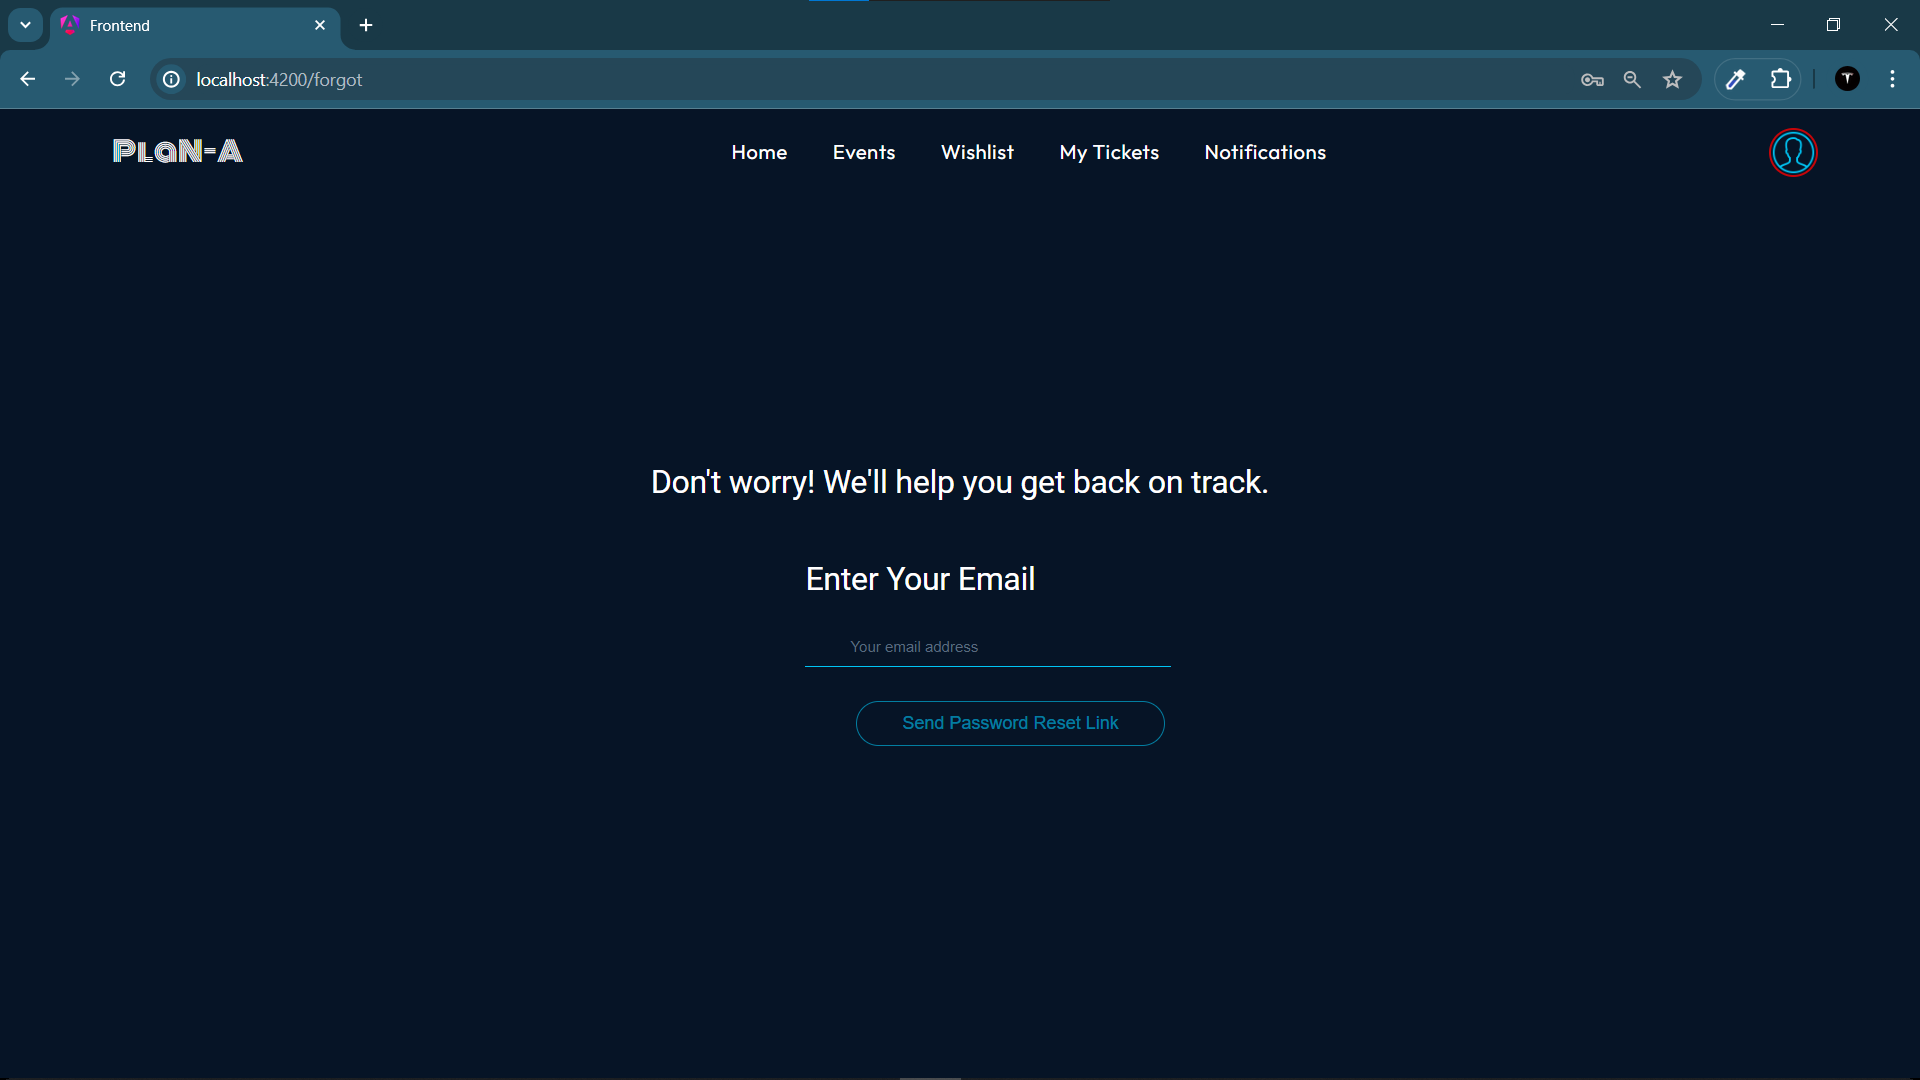 Frontend
localhost:4200/forgot
PLaN-A
Home Events Wishlist My Tickets Notifications
Don't worry! We'll help you get back on track.
Enter Your Email
Your email address
Send Password Reset Link